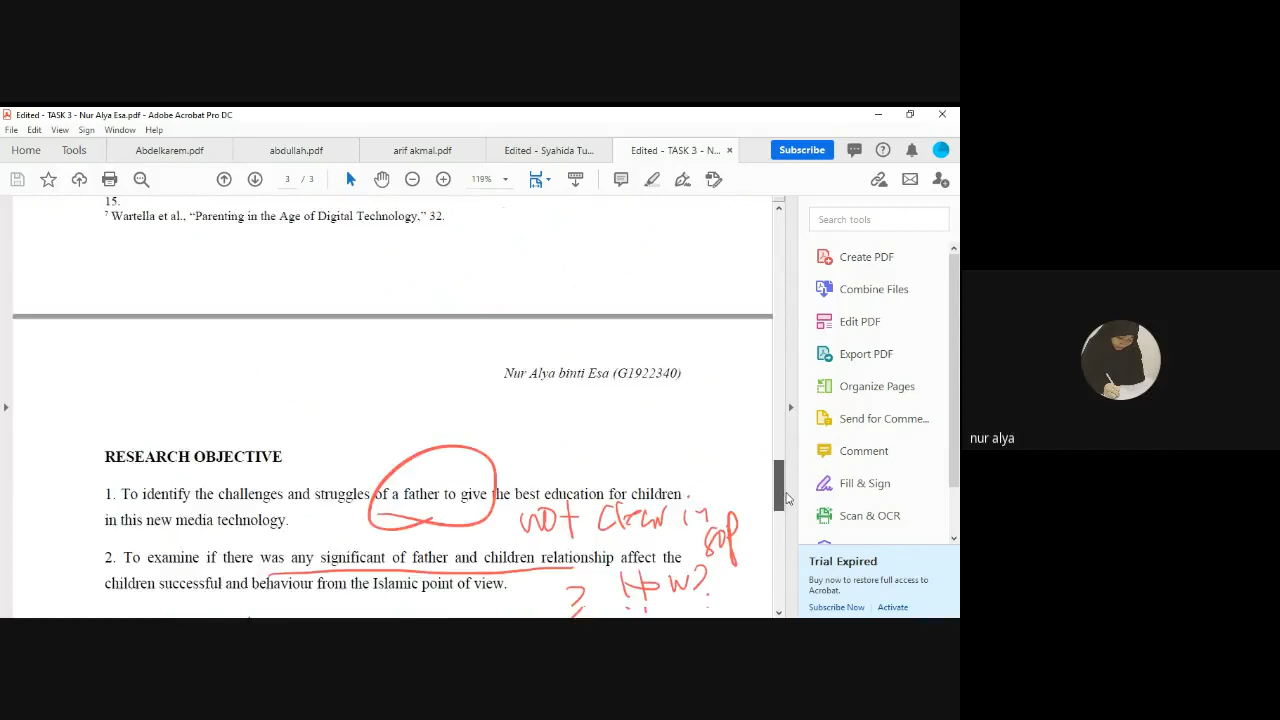 Edited - TASK 3 - Nur Alya Esa.pdf - Adobe Acrobat Pro DC
File Edit View Sign Window Help
Home Tools Abdelkarem.pdf abdullah.pdf arif akmal.pdf Edited - Syahida Tu... Edited - TASK 3 - N... × Subscribe
3 / 3 119%
15.
7 Wartella et al., “Parenting in the Age of Digital Technology,” 32.
Nur Alya binti Esa (G1922340)
RESEARCH OBJECTIVE
1. To identify the challenges and struggles of a father to give the best education for children
in this new media technology.
not clear in
sop
2. To examine if there was any significant of father and children relationship affect the
children successful and behaviour from the Islamic point of view.
How?
?
Search tools
Create PDF
Combine Files
Edit PDF
Export PDF
Organize Pages
Send for Comme...
Comment
Fill & Sign
Scan & OCR
Trial Expired
Buy now to restore full access to
Acrobat.
Subscribe Now Activate
nur alya